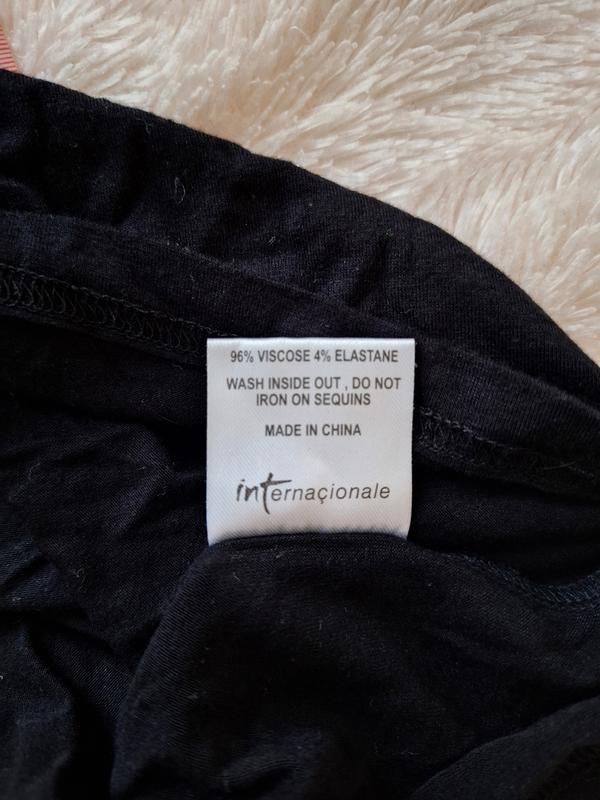 96% VISCOSE 4% ELASTANE
WASH INSIDE OUT , DO NOT
IRON ON SEQUINS
MADE IN CHINA
internaçionale